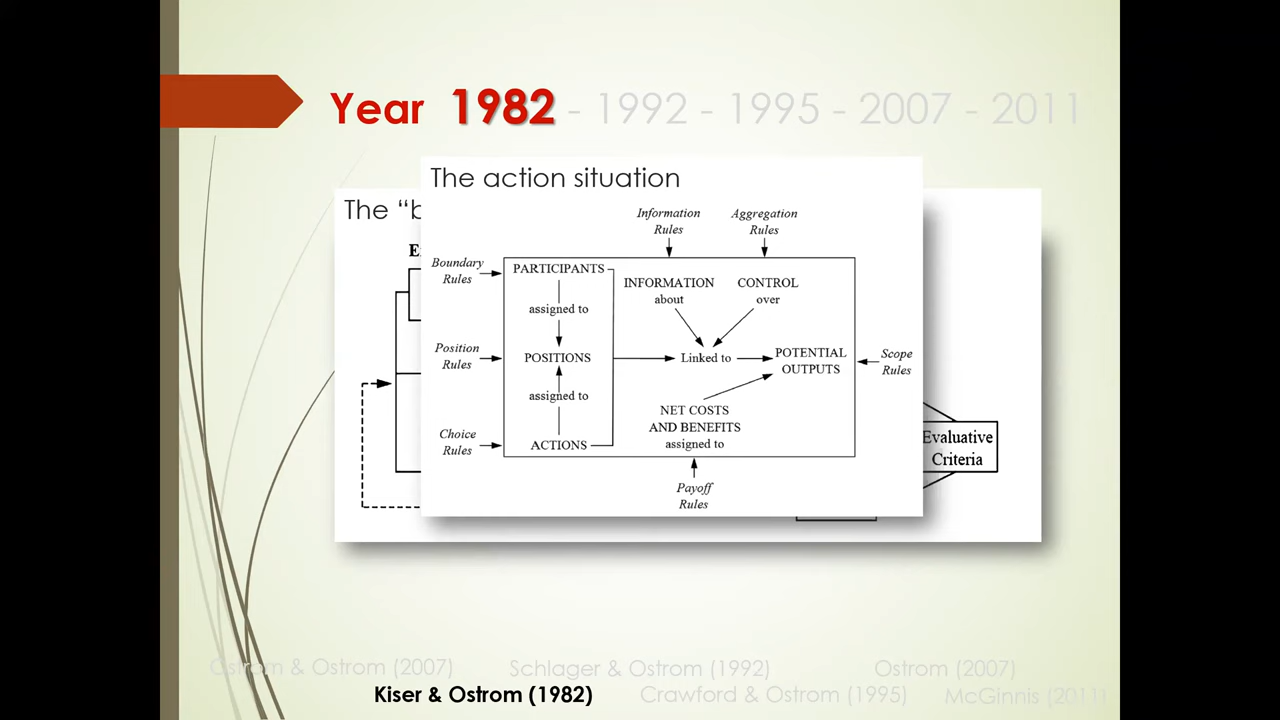 Year 1982 - 1992 - 1995 - 2007 - 2011
The action situation
The "b
E
Information
Rules
Aggregation
Rules
Boundary
Rules
PARTICIPANTS
INFORMATION
about
CONTROL
over
assigned to
Position
Rules
POSITIONS
Linked to
POTENTIAL
OUTPUTS
Scope
Rules
assigned to
NET COSTS
AND BENEFITS
assigned to
Choice
Rules
ACTIONS
Evaluative
Criteria
Payoff
Rules
Ostrom & Ostrom (2007) Schlager & Ostrom (1992) Ostrom (2007)
Kiser & Ostrom (1982) Crawford & Ostrom (1995) McGinnis (2011)